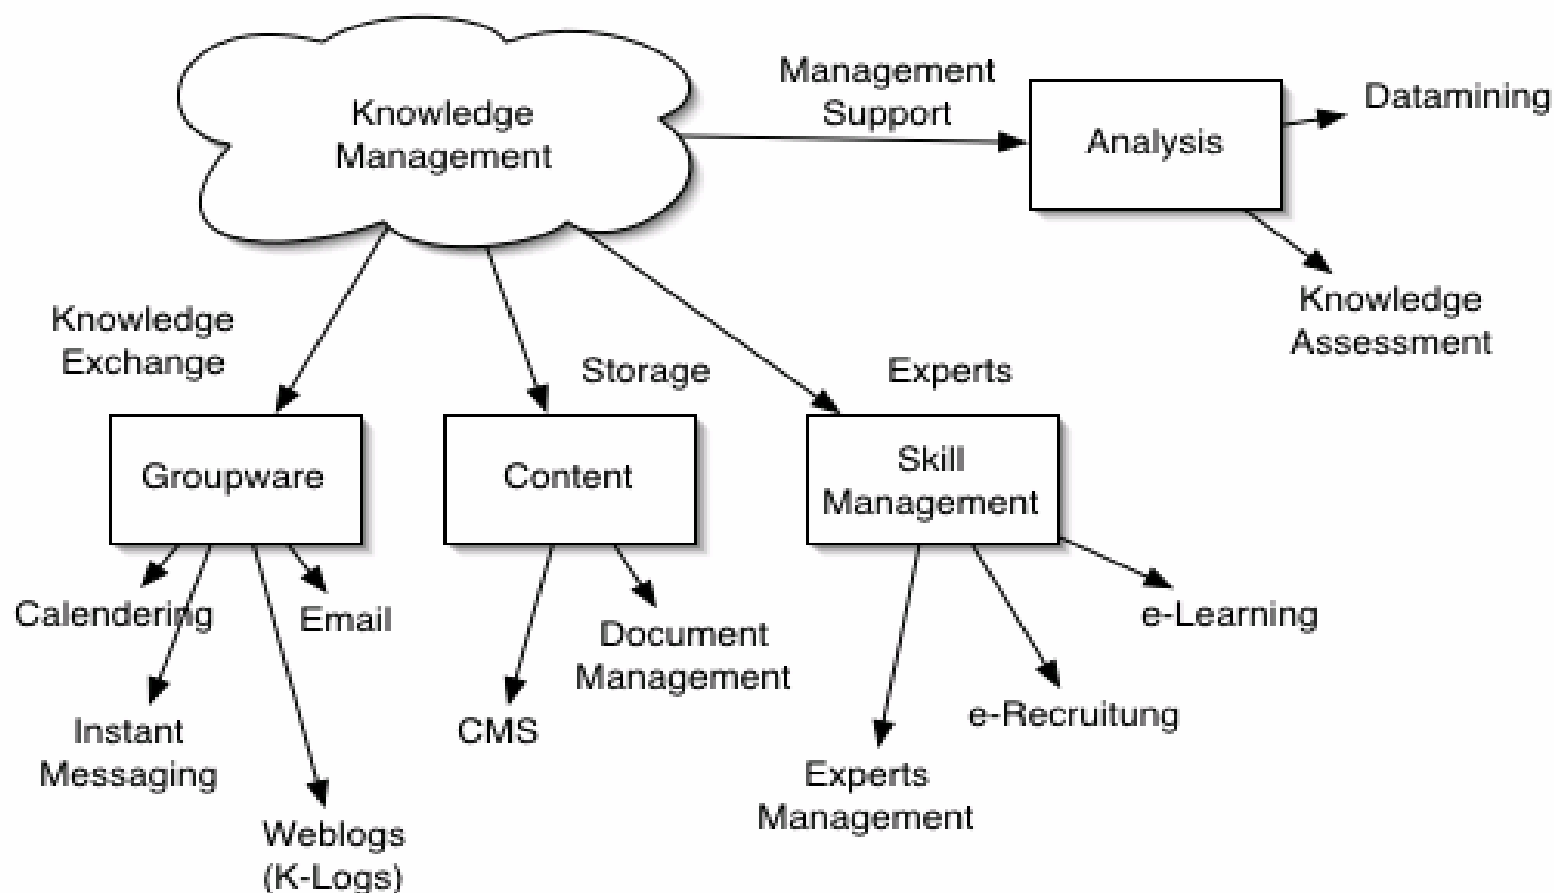 Knowledge
Management
Management
Support
Analysis
Datamining
Knowledge
Assessment
Knowledge
Exchange
Storage
Experts
Groupware
Content
Skill
Management
Calendering
Email
Instant
Messaging
Weblogs
(K-Logs)
CMS
Document
Management
Experts
Management
e-Recruitung
e-Learning